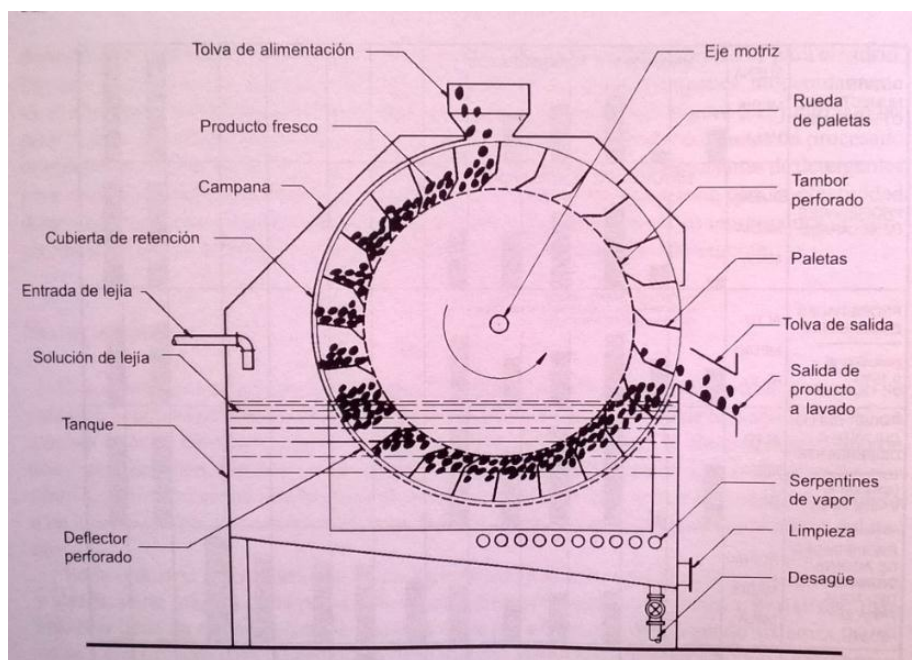 Tolva de alimentación
Producto fresco
Campana
Cubierta de retención
Entrada de lejía
Solución de lejía
Tanque
Deflector
perforado
Eje motriz
Rueda
de paletas
Tambor
perforado
Paletas
Tolva de salida
Salida de
producto
a lavado
Serpentines
de vapor
Limpieza
Desagüe